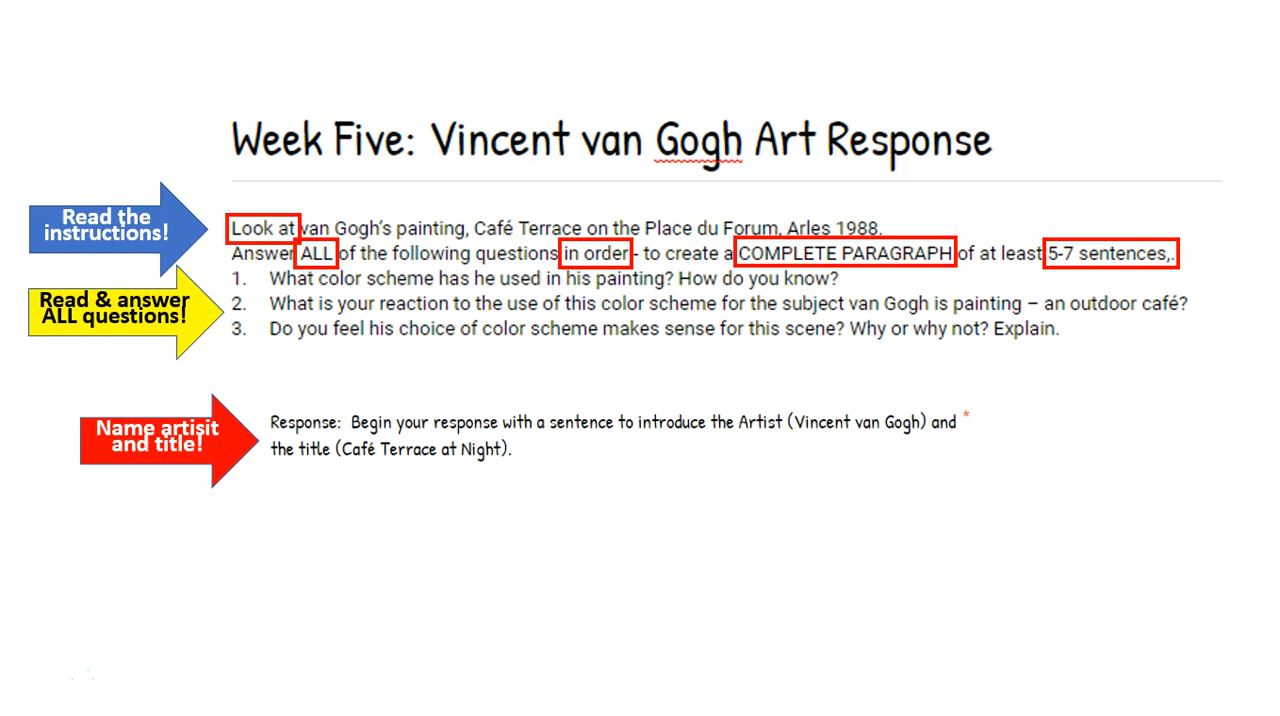 Week Five: Vincent van Gogh Art Response
Read the
instructions!
Look at van Gogh's painting, Café Terrace on the Place du Forum, Arles 1988.
Answer ALL of the following questions in order - to create a COMPLETE PARAGRAPH of at least 5-7 sentences,.
1. What color scheme has he used in his painting? How do you know?
Read & answer
ALL questions!
2. What is your reaction to the use of this color scheme for the subject van Gogh is painting – an outdoor café?
3. Do you feel his choice of color scheme makes sense for this scene? Why or why not? Explain.
Name artisit
and title!
Response: Begin your response with a sentence to introduce the Artist (Vincent van Gogh) and *
the title (Café Terrace at Night).